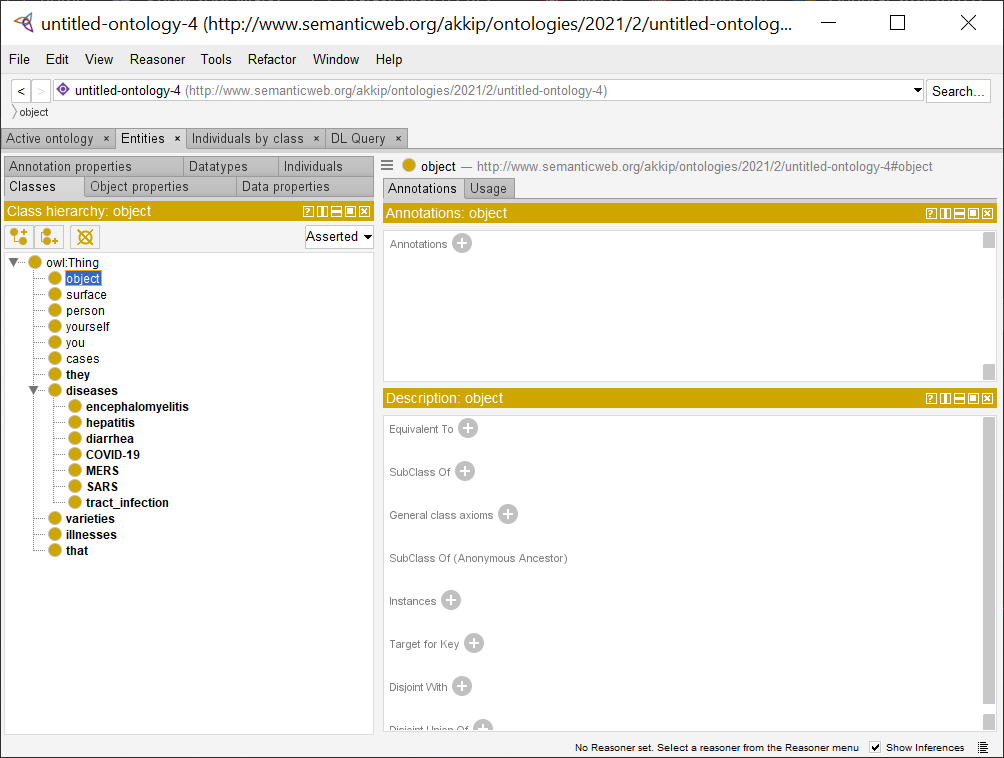 untitled-ontology-4 (http://www.semanticweb.org/akkip/ontologies/2021/2/untitled-ontolog...
File Edit View Reasoner Tools Refactor Window Help
< > untitled-ontology-4 (http://www.semanticweb.org/akkip/ontologies/2021/2/untitled-ontology-4) Search...
object
Active ontology × Entities × Individuals by class × DL Query ×
Annotation properties Datatypes Individuals
Classes Object properties Data properties
Class hierarchy: object
Asserted
owl:Thing
object
surface
person
yourself
you
cases
they
diseases
encephalomyelitis
hepatitis
diarrhea
COVID-19
MERS
SARS
tract_infection
varieties
illnesses
that
object — http://www.semanticweb.org/akkip/ontologies/2021/2/untitled-ontology-4#object
Annotations Usage
Annotations: object
Annotations
Description: object
Equivalent To
SubClass Of
General class axioms
SubClass Of (Anonymous Ancestor)
Instances
Target for Key
Disjoint With
Disjoint Union Of
No Reasoner set. Select a reasoner from the Reasoner menu Show Inferences